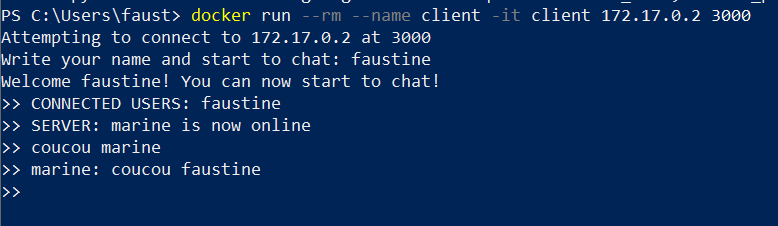 PS C:\Users\faust> docker run --rm --name client -it client 172.17.0.2 3000
Attempting to connect to 172.17.0.2 at 3000
Write your name and start to chat: faustine
Welcome faustine! You can now start to chat!
>> CONNECTED USERS: faustine
>> SERVER: marine is now online
>> coucou marine
>> marine: coucou faustine
>>